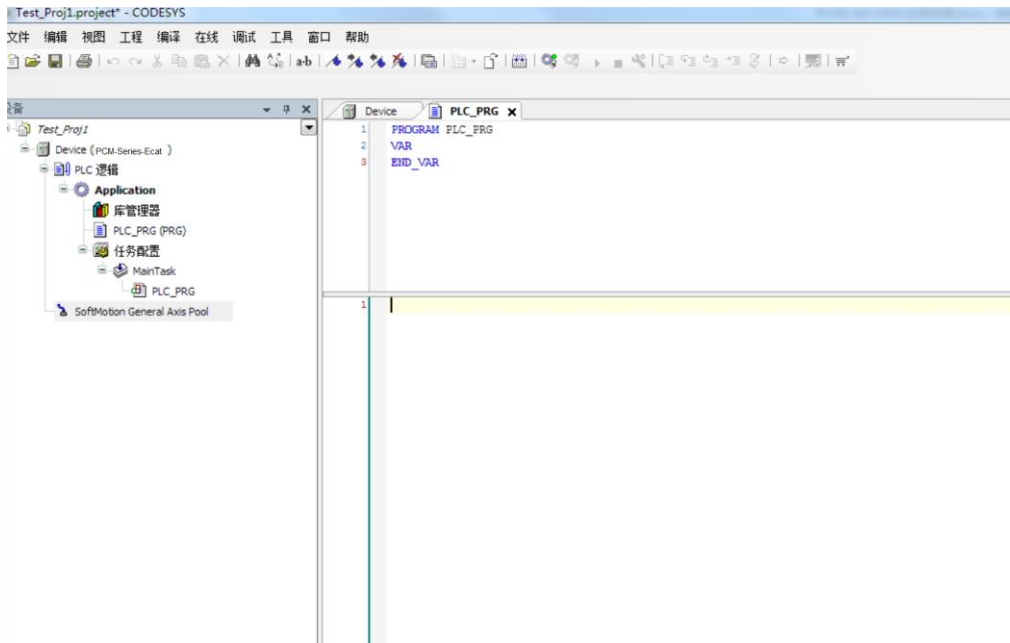 Test_Proj1.project* - CODESYS
文件 编辑 视图 工程 编译 在线 调试 工具 窗口 帮助
设备
Test_Proj1
Device (PCM-Series-Ecat )
PLC 逻辑
Application
库管理器
PLC_PRG (PRG)
任务配置
MainTask
PLC_PRG
SoftMotion General Axis Pool
Device PLC_PRG
1 PROGRAM PLC_PRG
2 VAR
3 END_VAR
1